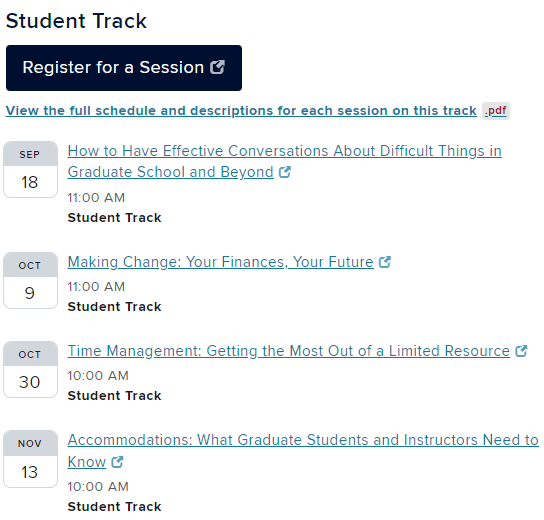 Student Track
Register for a Session
View the full schedule and descriptions for each session on this track .pdf
SEP
18
How to Have Effective Conversations About Difficult Things in
Graduate School and Beyond
11:00 AM
Student Track
OCT
9
Making Change: Your Finances, Your Future
11:00 AM
Student Track
OCT
30
Time Management: Getting the Most Out of a Limited Resource
10:00 AM
Student Track
NOV
13
Accommodations: What Graduate Students and Instructors Need to
Know
10:00 AM
Student Track